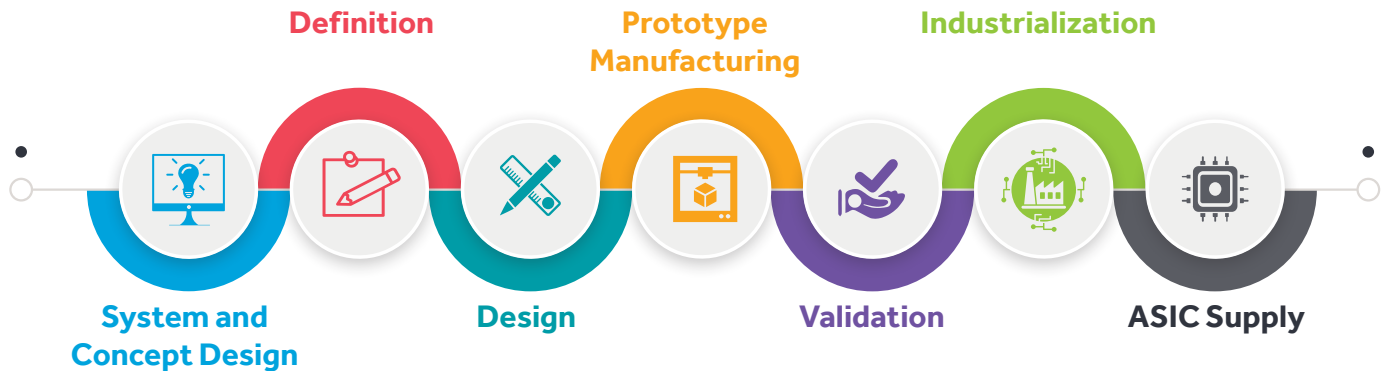 System and
Concept Design
Definition
Design
Prototype
Manufacturing
Validation
Industrialization
ASIC Supply